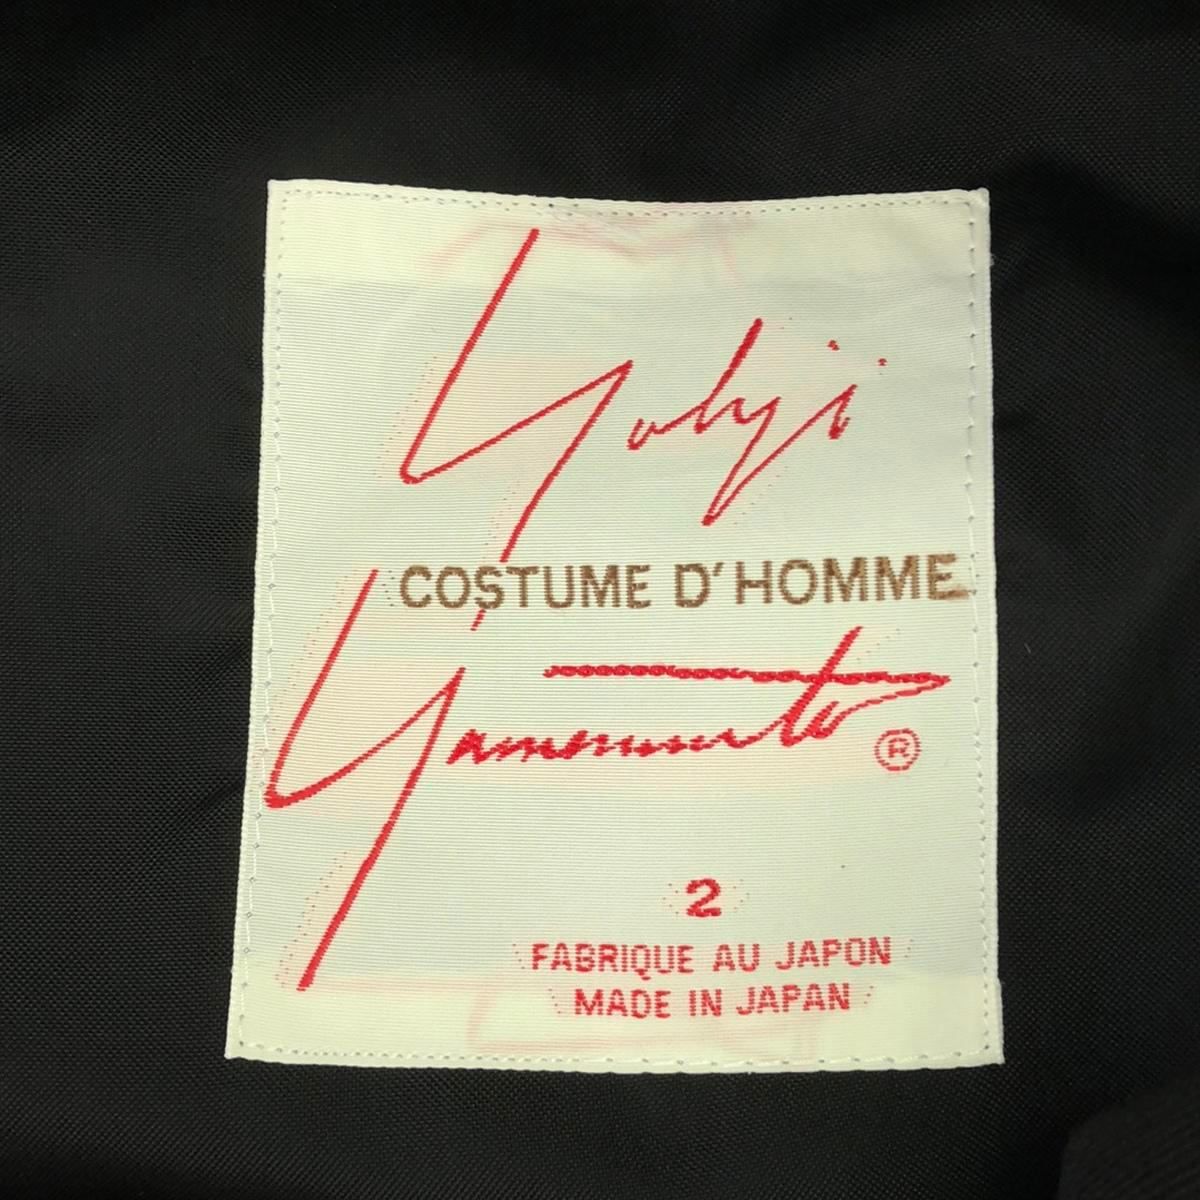 Yohji
COSTUME D'HOMME
Yamamoto ®
2
FABRIQUE AU JAPON
MADE IN JAPAN